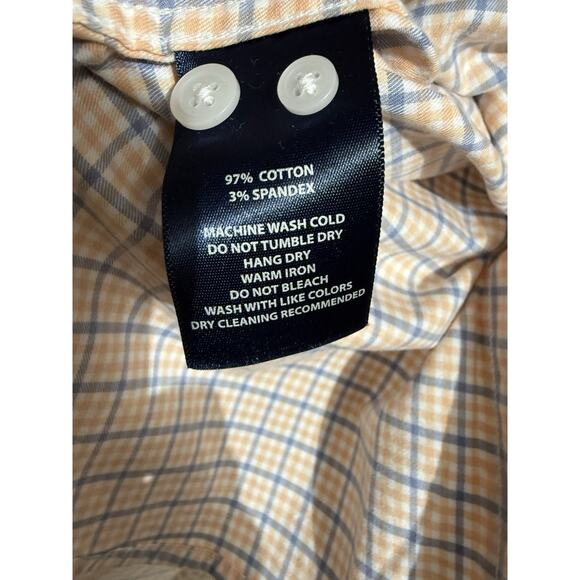 97% COTTON
3% SPANDEX
MACHINE WASH COLD
DO NOT TUMBLE DRY
HANG DRY
WARM IRON
DO NOT BLEACH
WASH WITH LIKE COLORS
DRY CLEANING RECOMMENDED